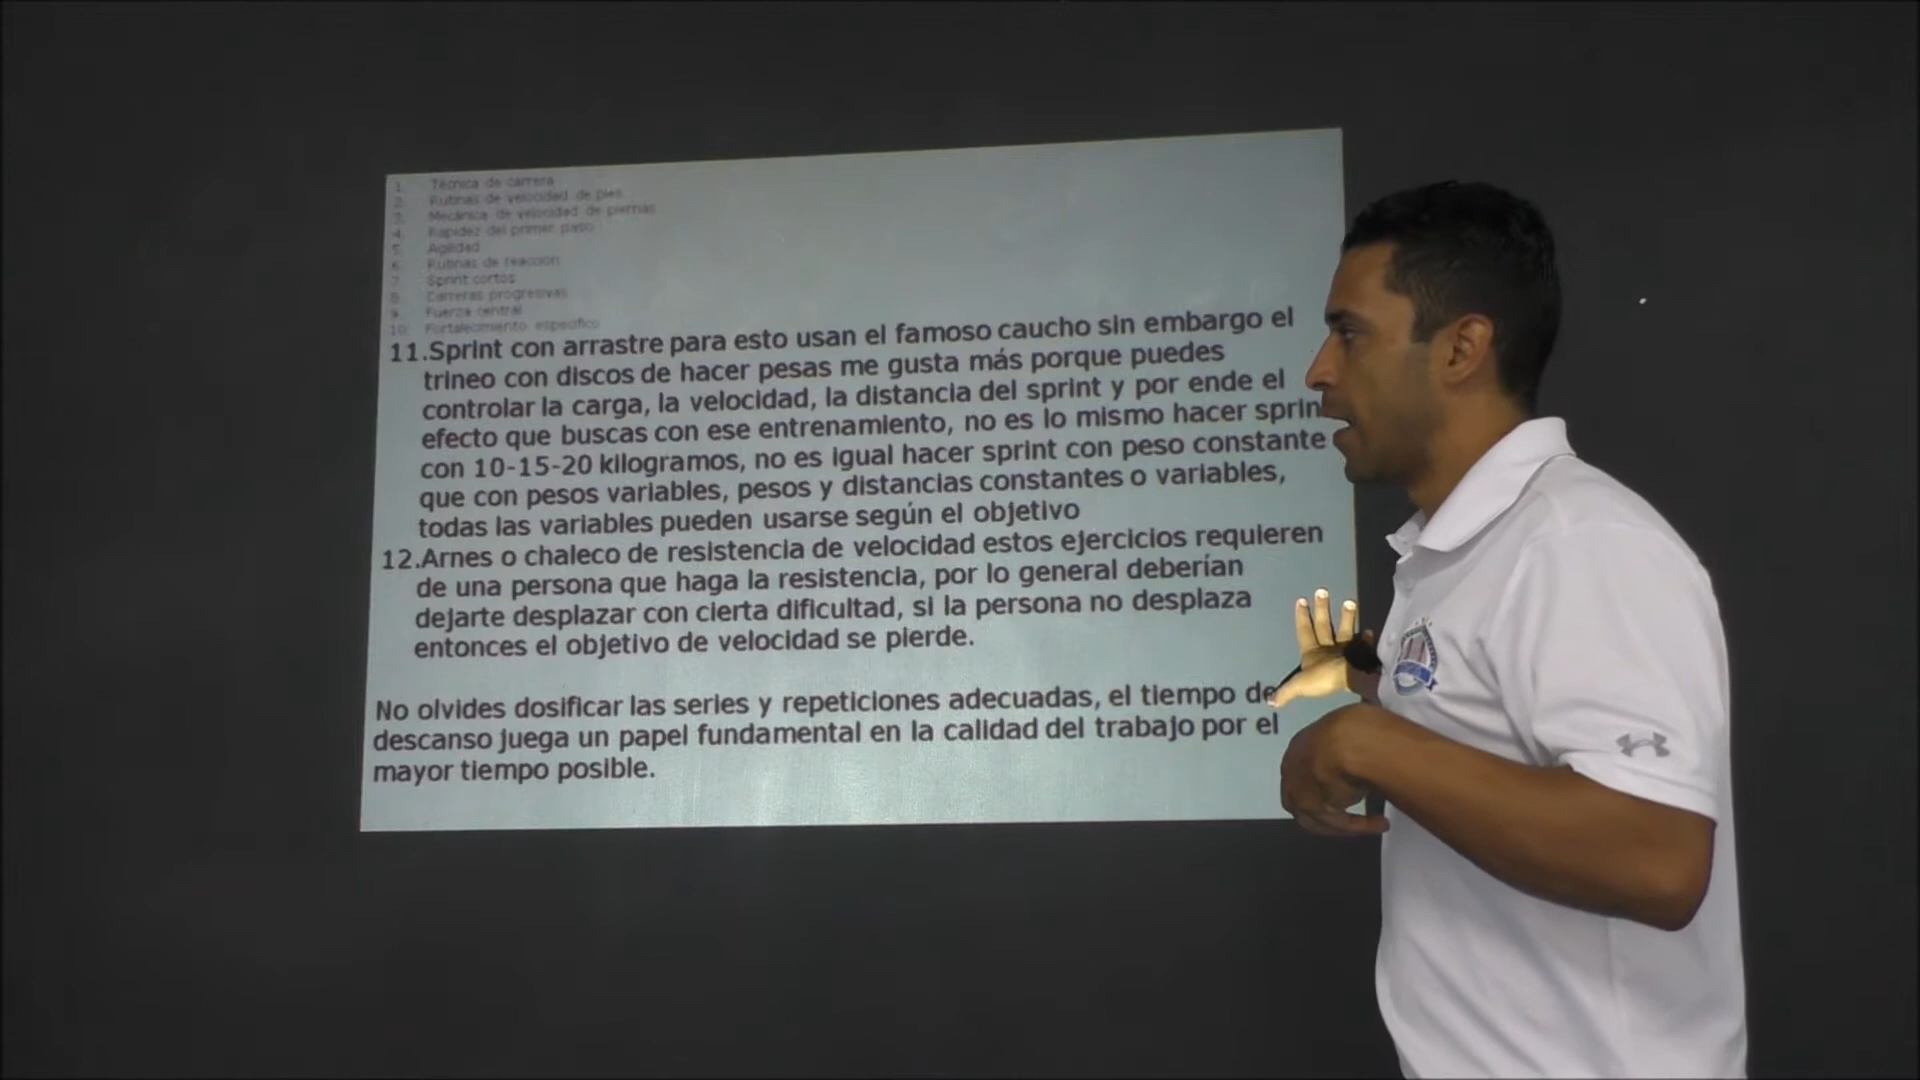 1. Técnica de carrera
2. Rutinas de velocidad de pies
3. Mecánica de velocidad de piernas
4. Rapidez del primer paso
5. Agilidad
6. Rutinas de reacción
7. Sprint cortos
8. Carreras progresivas
9. Fuerza central
10. Fortalecimiento especifico
11.Sprint con arrastre para esto usan el famoso caucho sin embargo el
trineo con discos de hacer pesas me gusta más porque puedes
controlar la carga, la velocidad, la distancia del sprint y por ende el
efecto que buscas con ese entrenamiento, no es lo mismo hacer sprin
con 10-15-20 kilogramos, no es igual hacer sprint con peso constante
que con pesos variables, pesos y distancias constantes o variables,
todas las variables pueden usarse según el objetivo
12.Arnes o chaleco de resistencia de velocidad estos ejercicios requieren
de una persona que haga la resistencia, por lo general deberían
dejarte desplazar con cierta dificultad, si la persona no desplaza
entonces el objetivo de velocidad se pierde.
No olvides dosificar las series y repeticiones adecuadas, el tiempo de
descanso juega un papel fundamental en la calidad del trabajo por el
mayor tiempo posible.